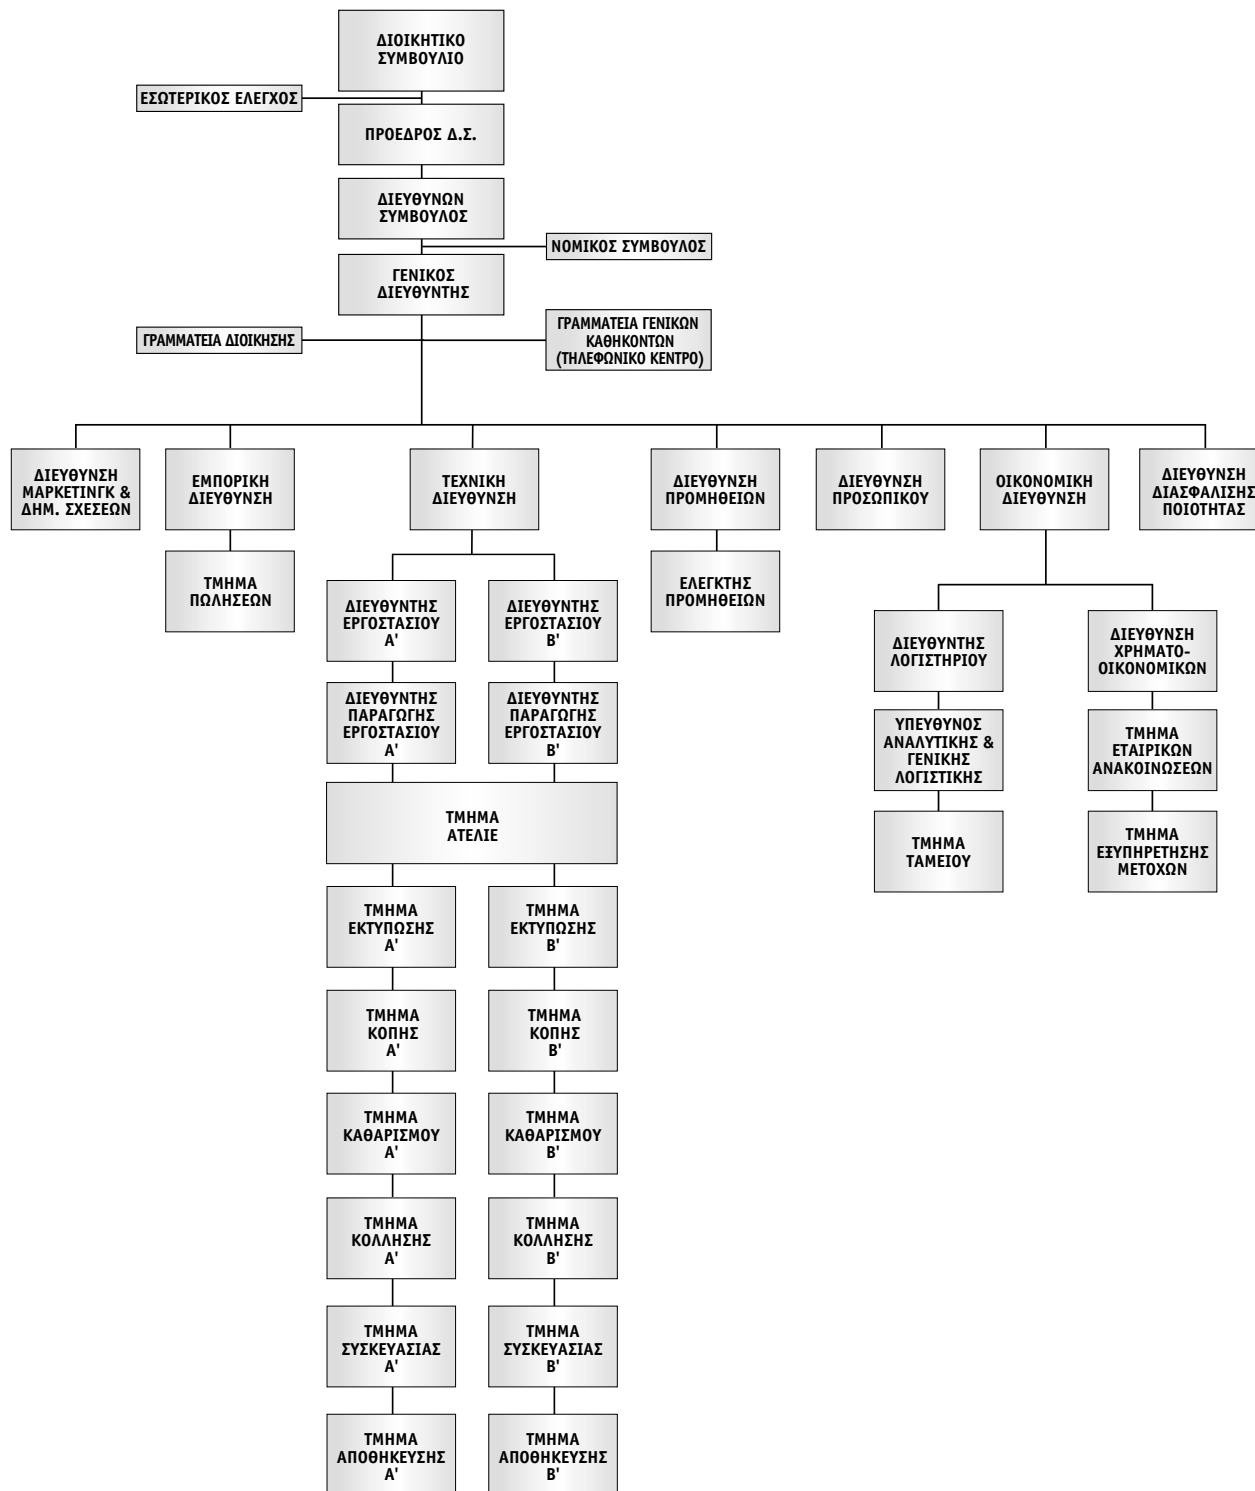 ΔΙΟΙΚΗΤΙΚΟ
ΣΥΜΒΟΥΛΙΟ
ΕΣΩΤΕΡΙΚΟΣ ΕΛΕΓΧΟΣ
ΠΡΟΕΔΡΟΣ Δ.Σ.
ΔΙΕΥΘΥΝΩΝ
ΣΥΜΒΟΥΛΟΣ
ΝΟΜΙΚΟΣ ΣΥΜΒΟΥΛΟΣ
ΓΕΝΙΚΟΣ
ΔΙΕΥΘΥΝΤΗΣ
ΓΡΑΜΜΑΤΕΙΑ ΔΙΟΙΚΗΣΗΣ
ΓΡΑΜΜΑΤΕΙΑ ΓΕΝΙΚΩΝ
ΚΑΘΗΚΟΝΤΩΝ
(ΤΗΛΕΦΩΝΙΚΟ ΚΕΝΤΡΟ)
ΔΙΕΥΘΥΝΣΗ
ΜΑΡΚΕΤΙΝΓΚ &
ΔΗΜ. ΣΧΕΣΕΩΝ
ΕΜΠΟΡΙΚΗ
ΔΙΕΥΘΥΝΣΗ
ΤΕΧΝΙΚΗ
ΔΙΕΥΘΥΝΣΗ
ΔΙΕΥΘΥΝΣΗ
ΠΡΟΜΗΘΕΙΩΝ
ΔΙΕΥΘΥΝΣΗ
ΠΡΟΣΩΠΙΚΟΥ
ΟΙΚΟΝΟΜΙΚΗ
ΔΙΕΥΘΥΝΣΗ
ΔΙΕΥΘΥΝΣΗ
ΔΙΑΣΦΑΛΙΣΗΣ
ΠΟΙΟΤΗΤΑΣ
ΤΜΗΜΑ
ΠΩΛΗΣΕΩΝ
ΔΙΕΥΘΥΝΤΗΣ
ΕΡΓΟΣΤΑΣΙΟΥ
Α'
ΔΙΕΥΘΥΝΤΗΣ
ΕΡΓΟΣΤΑΣΙΟΥ
Β'
ΕΛΕΓΚΤΗΣ
ΠΡΟΜΗΘΕΙΩΝ
ΔΙΕΥΘΥΝΤΗΣ
ΛΟΓΙΣΤΗΡΙΟΥ
ΔΙΕΥΘΥΝΣΗ
ΧΡΗΜΑΤΟ-
ΟΙΚΟΝΟΜΙΚΩΝ
ΔΙΕΥΘΥΝΤΗΣ
ΠΑΡΑΓΩΓΗΣ
ΕΡΓΟΣΤΑΣΙΟΥ
Α'
ΔΙΕΥΘΥΝΤΗΣ
ΠΑΡΑΓΩΓΗΣ
ΕΡΓΟΣΤΑΣΙΟΥ
Β'
ΥΠΕΥΘΥΝΟΣ
ΑΝΑΛΥΤΙΚΗΣ &
ΓΕΝΙΚΗΣ
ΛΟΓΙΣΤΙΚΗΣ
ΤΜΗΜΑ
ΕΤΑΙΡΙΚΩΝ
ΑΝΑΚΟΙΝΩΣΕΩΝ
ΤΜΗΜΑ
ΑΤΕΛΙΕ
ΤΜΗΜΑ
ΤΑΜΕΙΟΥ
ΤΜΗΜΑ
ΕΞΥΠΗΡΕΤΗΣΗΣ
ΜΕΤΟΧΩΝ
ΤΜΗΜΑ
ΕΚΤΥΠΩΣΗΣ
Α'
ΤΜΗΜΑ
ΕΚΤΥΠΩΣΗΣ
Β'
ΤΜΗΜΑ
ΚΟΠΗΣ
Α'
ΤΜΗΜΑ
ΚΟΠΗΣ
Β'
ΤΜΗΜΑ
ΚΑΘΑΡΙΣΜΟΥ
Α'
ΤΜΗΜΑ
ΚΑΘΑΡΙΣΜΟΥ
Β'
ΤΜΗΜΑ
ΚΟΛΛΗΣΗΣ
Α'
ΤΜΗΜΑ
ΚΟΛΛΗΣΗΣ
Β'
ΤΜΗΜΑ
ΣΥΣΚΕΥΑΣΙΑΣ
Α'
ΤΜΗΜΑ
ΣΥΣΚΕΥΑΣΙΑΣ
Β'
ΤΜΗΜΑ
ΑΠΟΘΗΚΕΥΣΗΣ
Α'
ΤΜΗΜΑ
ΑΠΟΘΗΚΕΥΣΗΣ
Β'